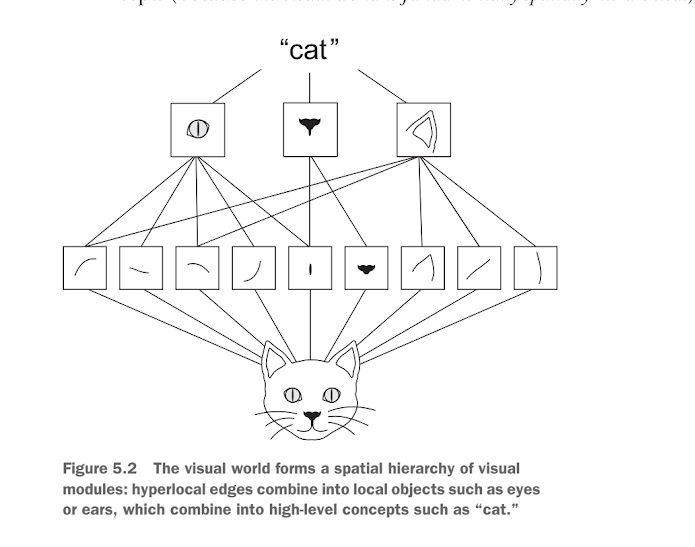 “cat”
Figure 5.2 The visual world forms a spatial hierarchy of visual
modules: hyperlocal edges combine into local objects such as eyes
or ears, which combine into high-level concepts such as “cat.”